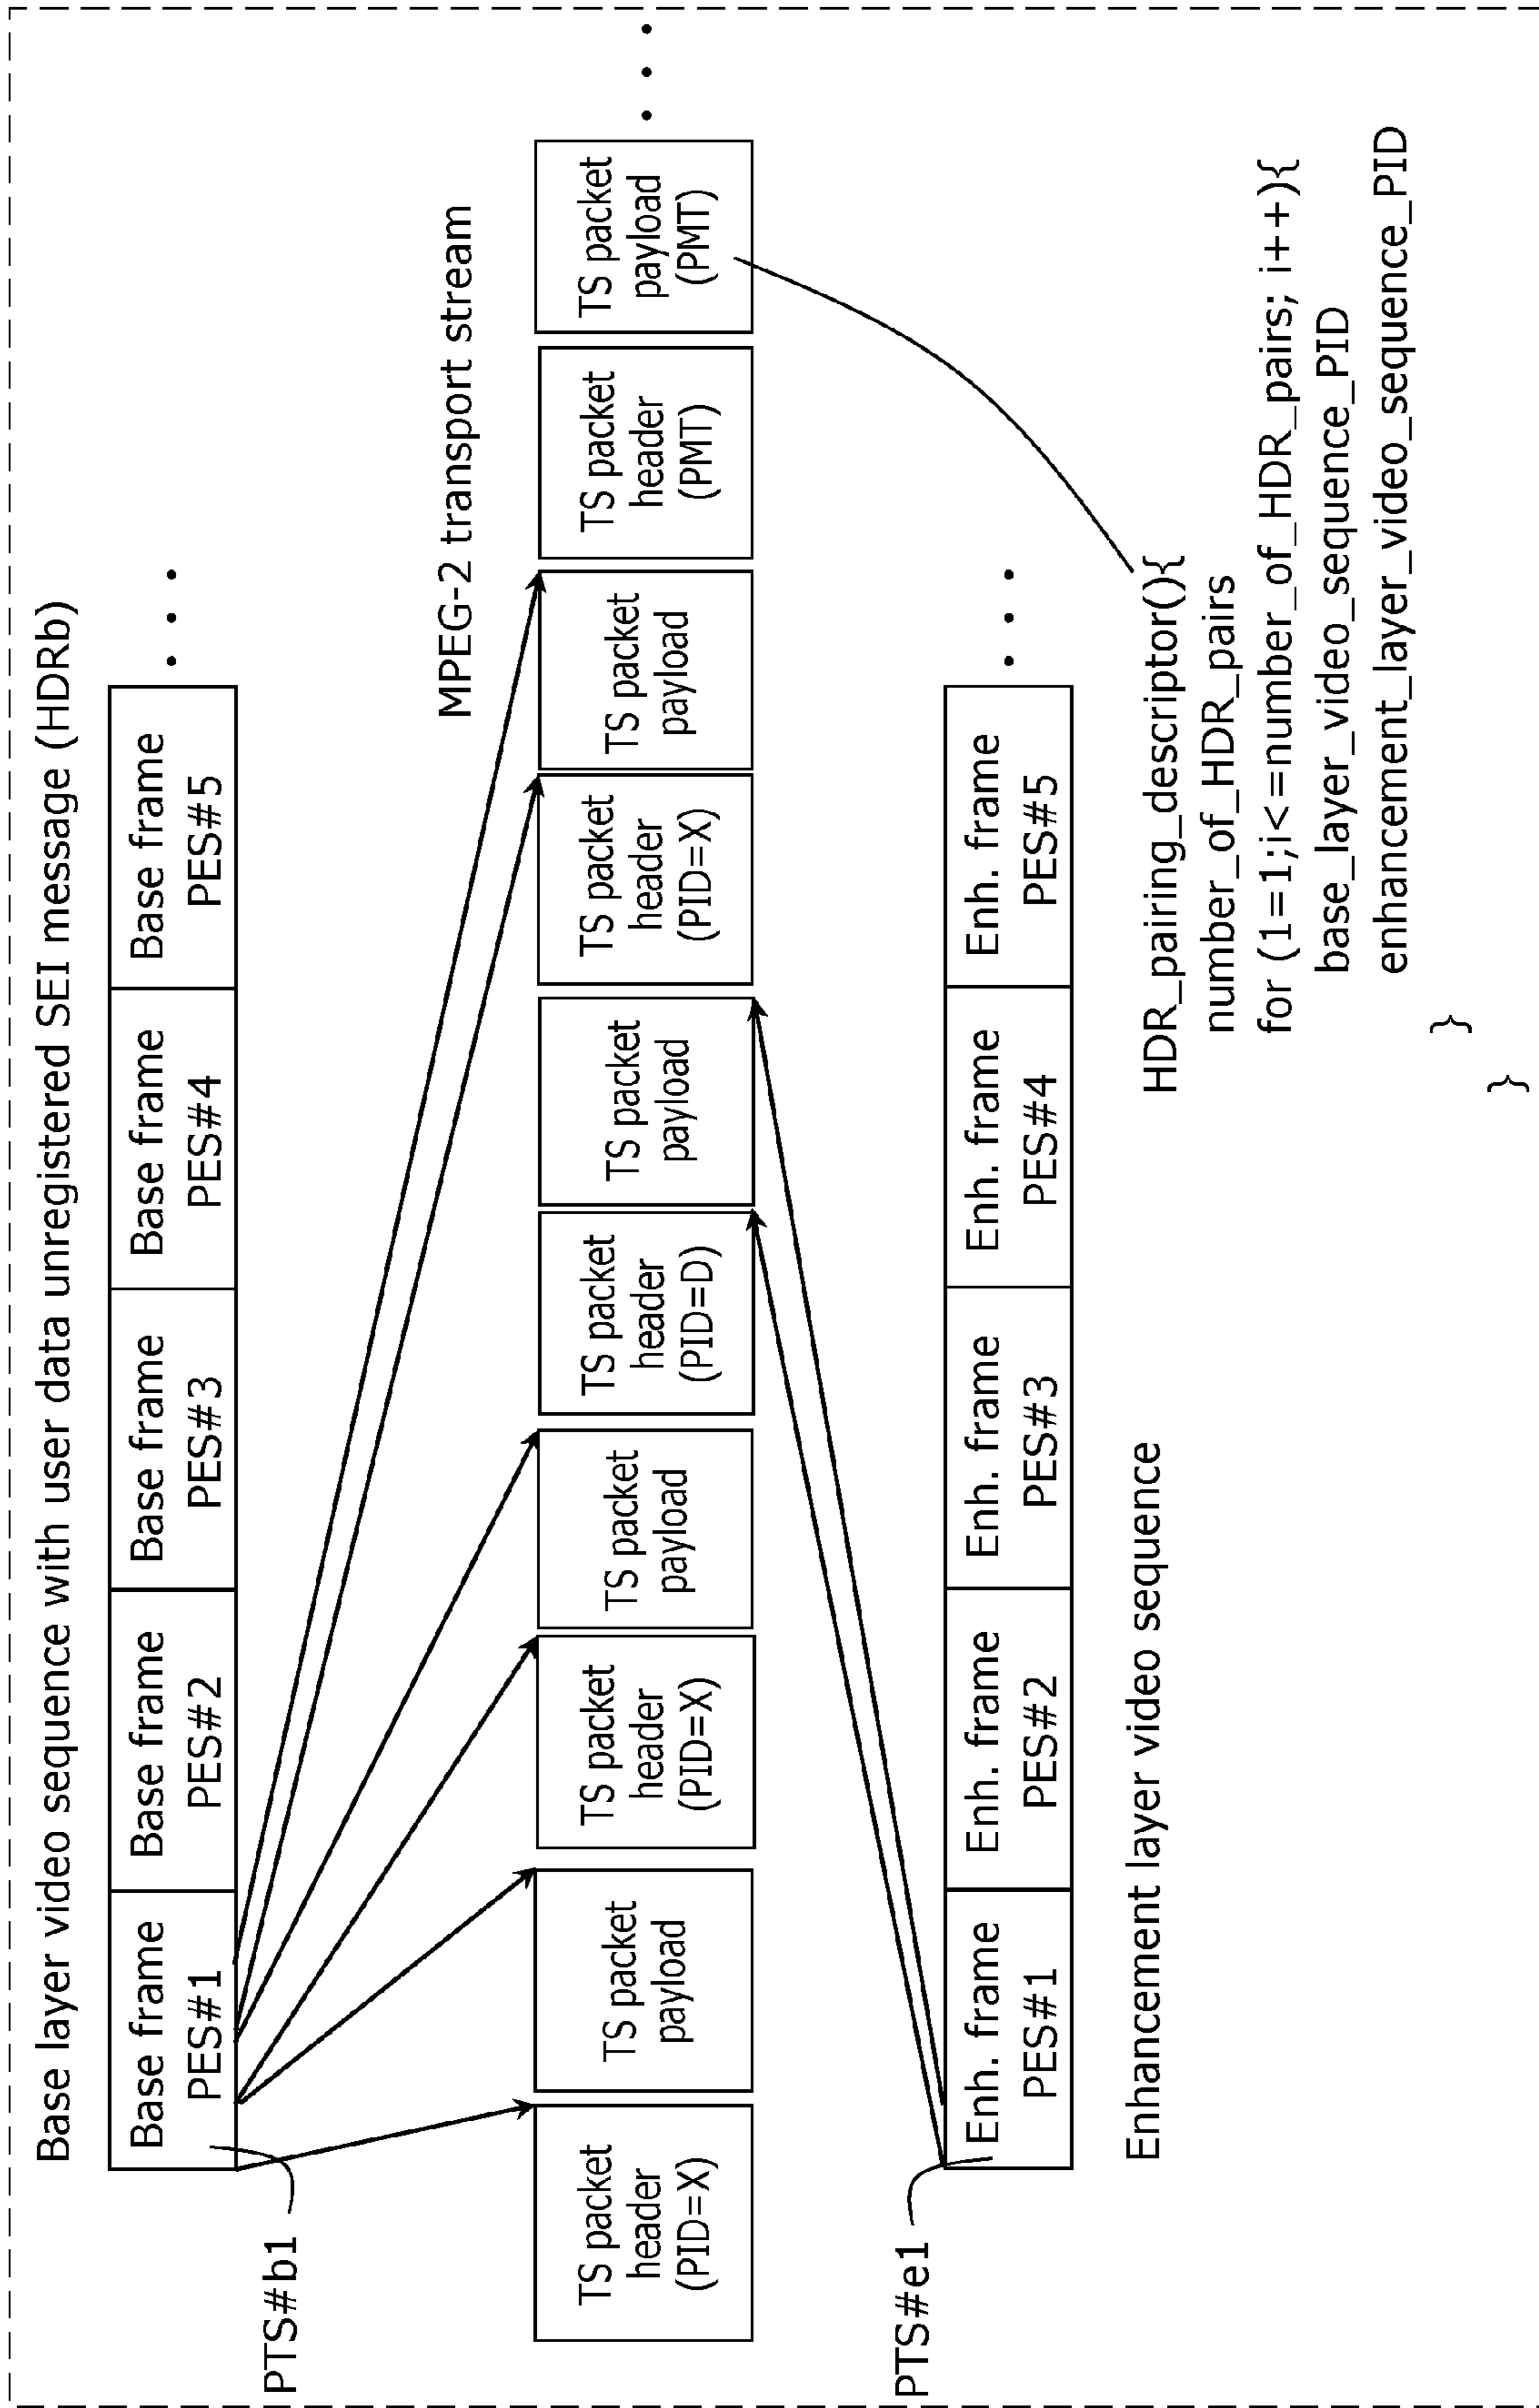 Base layer video sequence with user data unregistered SEI message (HDRb)
Base frame
PES#1
Base frame
PES#2
Base frame
PES#3
Base frame
PES#4
Base frame
PES#5
PTS#b1
MPEG-2 transport stream
TS packet
header
(PID=X)
TS packet
payload
TS packet
header
(PID=X)
TS packet
payload
TS packet
header
(PID=D)
TS packet
payload
TS packet
header
(PID=X)
TS packet
payload
TS packet
header
(PMT)
TS packet
payload
(PMT)
PTS#e1
Enh. frame
PES#1
Enh. frame
PES#2
Enh. frame
PES#3
Enh. frame
PES#4
Enh. frame
PES#5
Enhancement layer video sequence
HDR_pairing_descriptor(){
number_of_HDR_pairs
for (1=1;i<=number_of_HDR_pairs; i++){
base_layer_video_sequence_PID
enhancement_layer_video_sequence_PID
}
}